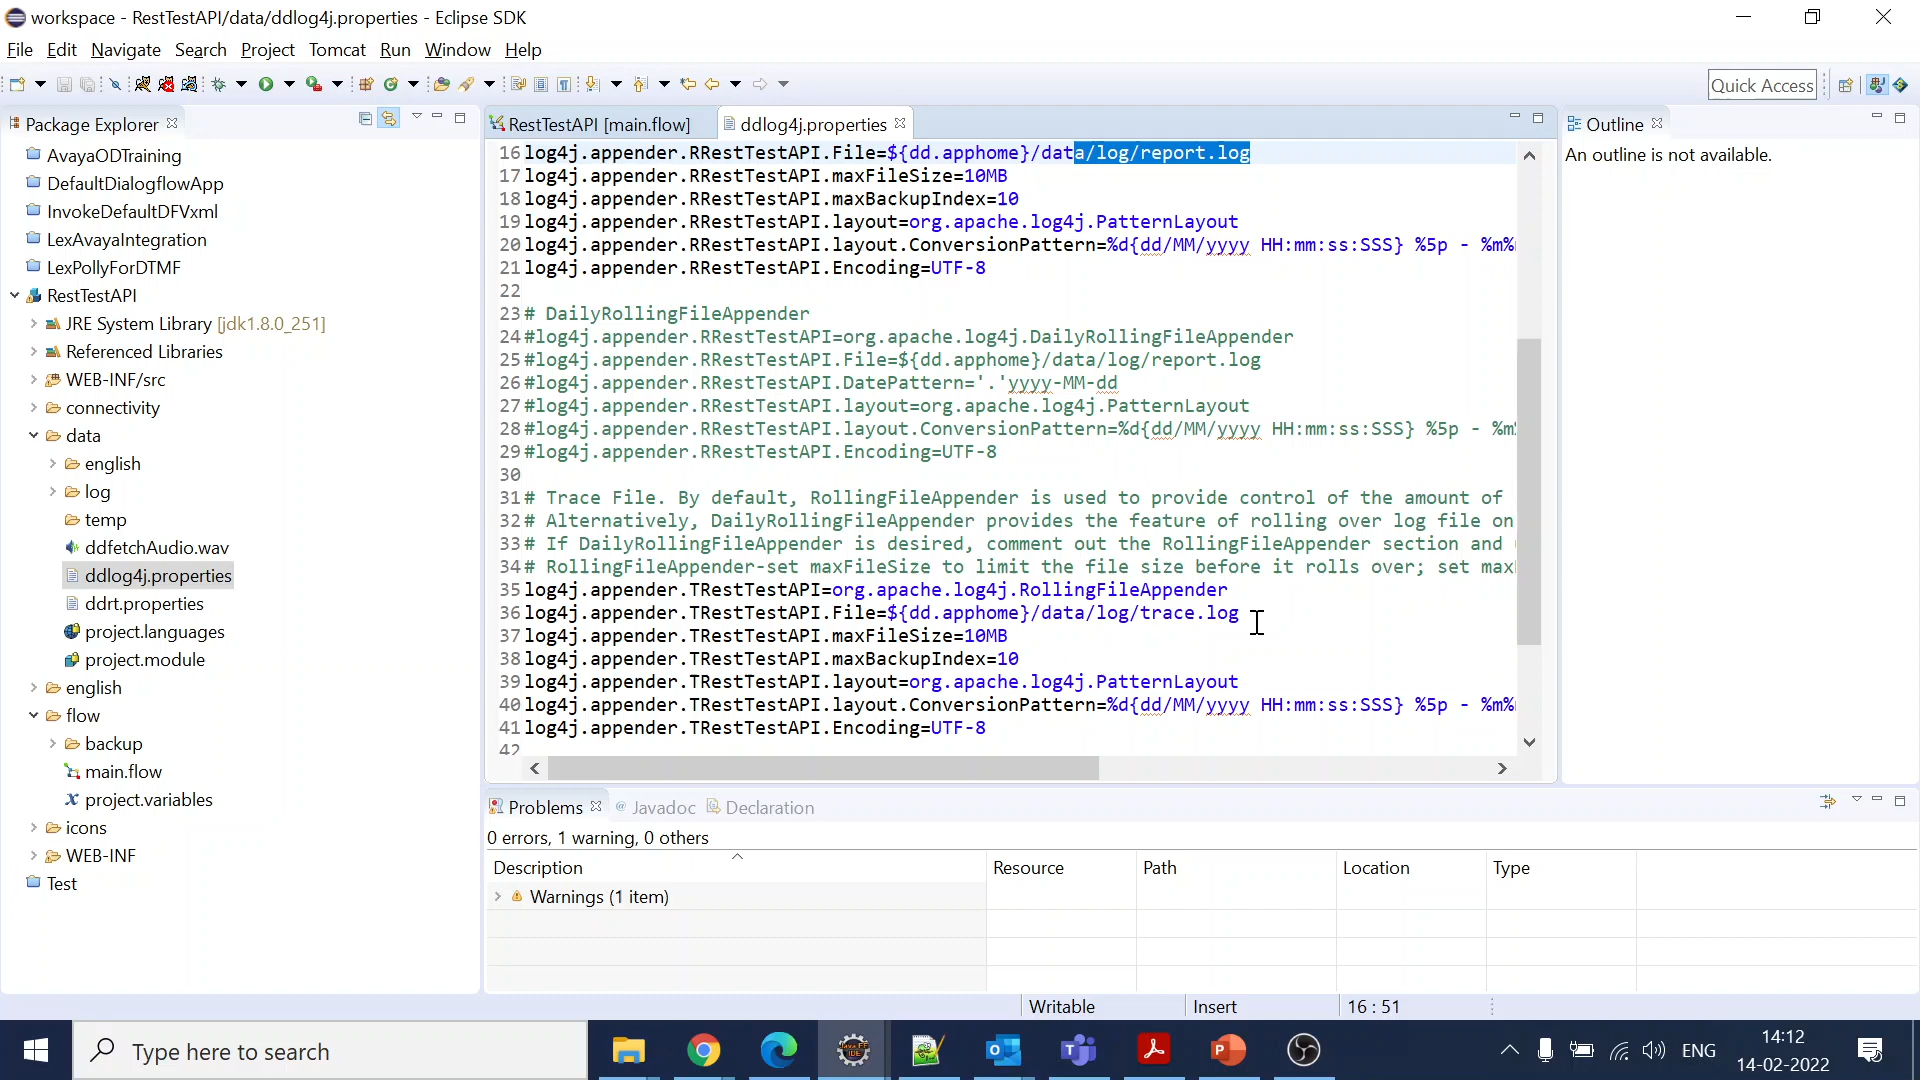 workspace - RestTestAPI/data/ddlog4j.properties - Eclipse SDK
File Edit Navigate Search Project Tomcat Run Window Help
Quick Access
Package Explorer
AvayaODTraining
DefaultDialogflowApp
InvokeDefaultDFVxml
LexAvayaIntegration
LexPollyForDTMF
RestTestAPI
JRE System Library [jdk1.8.0_251]
Referenced Libraries
WEB-INF/src
connectivity
data
english
log
temp
ddfetchAudio.wav
ddlog4j.properties
ddrt.properties
project.languages
project.module
english
flow
backup
main.flow
project.variables
icons
WEB-INF
Test
RestTestAPI [main.flow] ddlog4j.properties
16 log4j.appender.RRestTestAPI.File=${dd.apphome}/data/log/report.log
17 log4j.appender.RRestTestAPI.maxFileSize=10MB
18 log4j.appender.RRestTestAPI.maxBackupIndex=10
19 log4j.appender.RRestTestAPI.layout=org.apache.log4j.PatternLayout
20 log4j.appender.RRestTestAPI.layout.ConversionPattern=%d{dd/MM/yyyy HH:mm:ss:SSS} %5p - %m%
21 log4j.appender.RRestTestAPI.Encoding=UTF-8
22
23 # DailyRollingFileAppender
24 #log4j.appender.RRestTestAPI=org.apache.log4j.DailyRollingFileAppender
25 #log4j.appender.RRestTestAPI.File=${dd.apphome}/data/log/report.log
26 #log4j.appender.RRestTestAPI.DatePattern='.'yyyy-MM-dd
27 #log4j.appender.RRestTestAPI.layout=org.apache.log4j.PatternLayout
28 #log4j.appender.RRestTestAPI.layout.ConversionPattern=%d{dd/MM/yyyy HH:mm:ss:SSS} %5p - %m
29 #log4j.appender.RRestTestAPI.Encoding=UTF-8
30
31 # Trace File. By default, RollingFileAppender is used to provide control of the amount of
32 # Alternatively, DailyRollingFileAppender provides the feature of rolling over log file on
33 # If DailyRollingFileAppender is desired, comment out the RollingFileAppender section and
34 # RollingFileAppender-set maxFileSize to limit the file size before it rolls over; set max
35 log4j.appender.TRestTestAPI=org.apache.log4j.RollingFileAppender
36 log4j.appender.TRestTestAPI.File=${dd.apphome}/data/log/trace.log
37 log4j.appender.TRestTestAPI.maxFileSize=10MB
38 log4j.appender.TRestTestAPI.maxBackupIndex=10
39 log4j.appender.TRestTestAPI.layout=org.apache.log4j.PatternLayout
40 log4j.appender.TRestTestAPI.layout.ConversionPattern=%d{dd/MM/yyyy HH:mm:ss:SSS} %5p - %m%
41 log4j.appender.TRestTestAPI.Encoding=UTF-8
42
Outline
An outline is not available.
Problems Javadoc Declaration
0 errors, 1 warning, 0 others
Description Resource Path Location Type
Warnings (1 item)
Writable Insert 16 : 51
Type here to search
ENG
14:12
14-02-2022